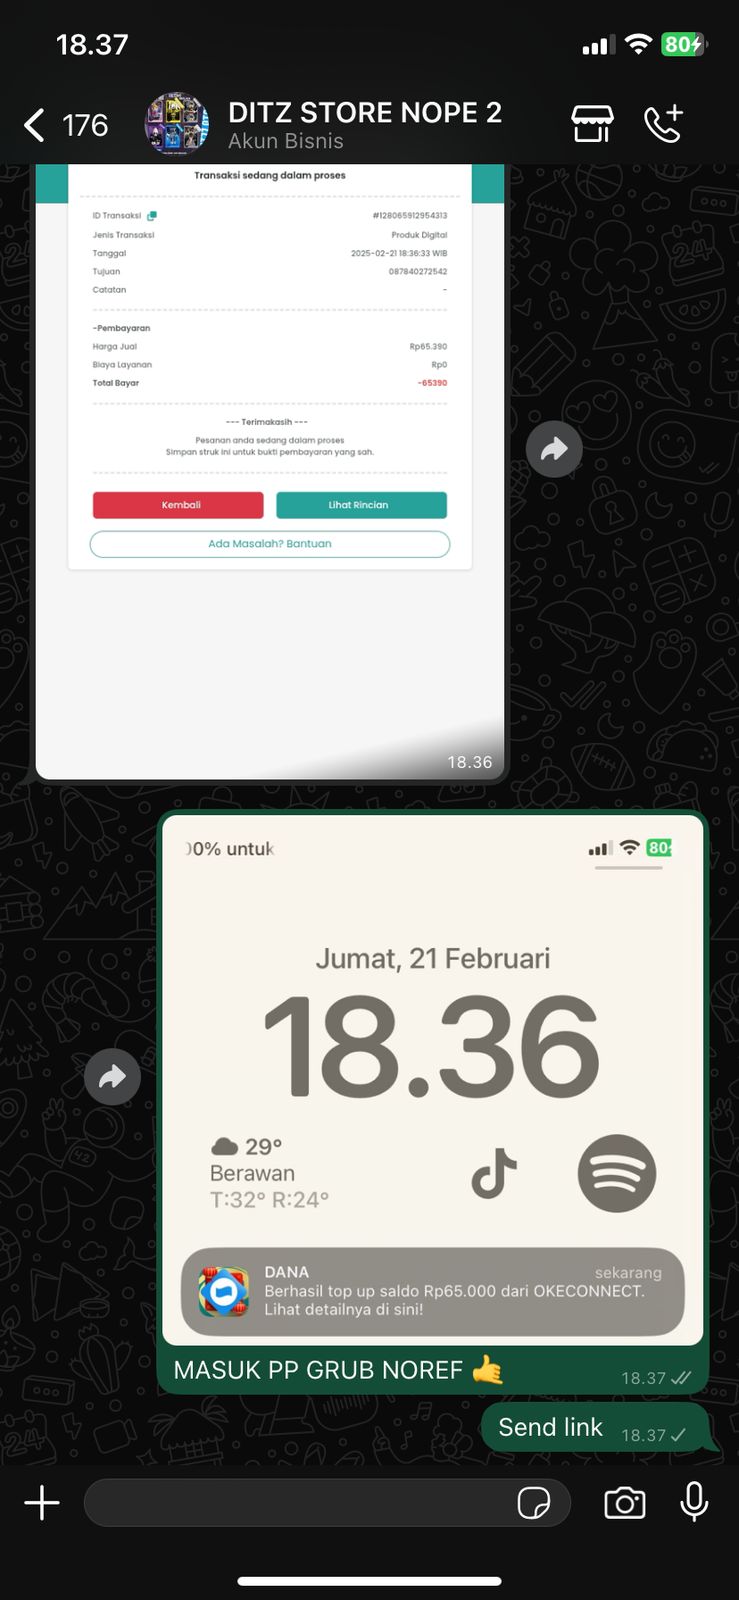 18.37
80
176
DITZ STORE NOPE 2
Akun Bisnis
Transaksi sedang dalam proses
ID Transaksi #128065912954313
Jenis Transaksi Produk Digital
Tanggal 2025-02-21 18:36:33 WIB
Tujuan 087840272542
Catatan -
-Pembayaran
Harga Jual Rp65.390
Biaya Layanan Rp0
Total Bayar -65390
--- Terimakasih ---
Pesanan anda sedang dalam proses
Simpan struk ini untuk bukti pembayaran yang sah.
Kembali Lihat Rincian
Ada Masalah? Bantuan
18.36
00% untuk
80
Jumat, 21 Februari
18.36
29°
Berawan
T:32° R:24°
DANA sekarang
Berhasil top up saldo Rp65.000 dari OKECONNECT.
Lihat detailnya di sini!
MASUK PP GRUB NOREF 🤙
18.37
Send link 18.37